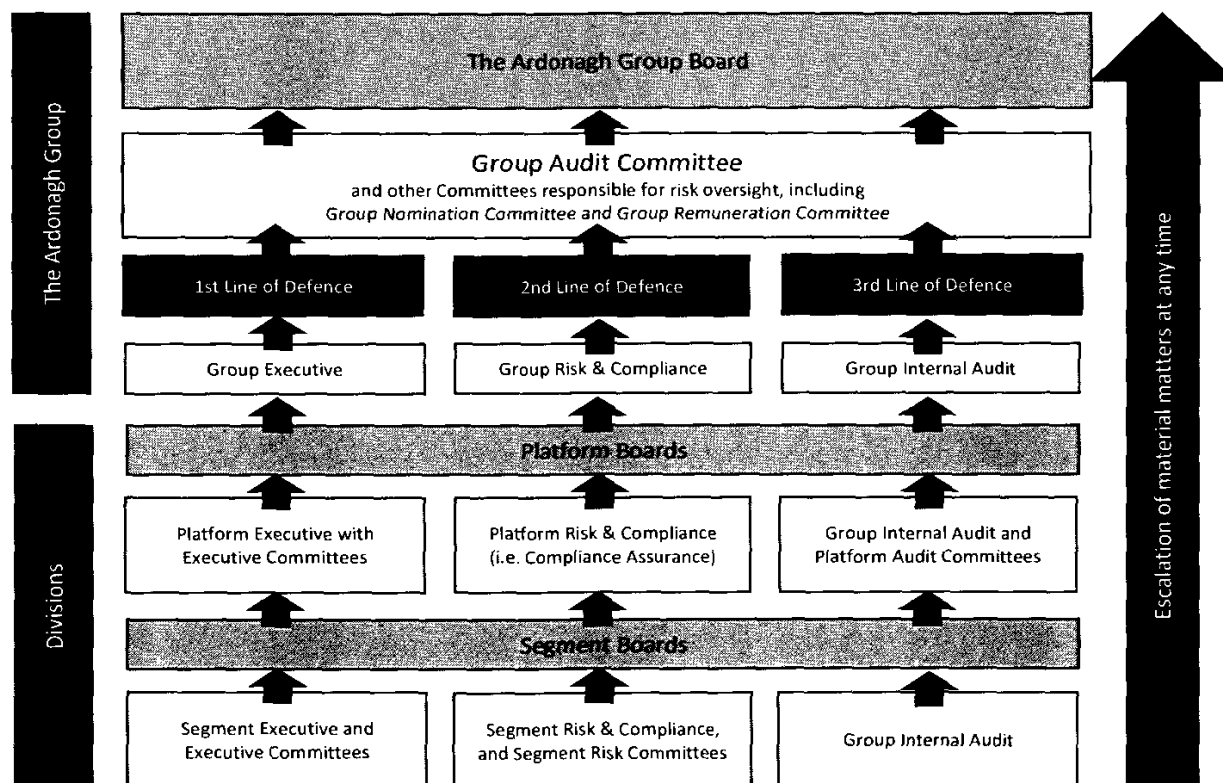 The Ardonagh Group
The Ardonagh Group Board
Group Audit Committee
and other Committees responsible for risk oversight, including
Group Nomination Committee and Group Remuneration Committee
1st Line of Defence
2nd Line of Defence
3rd Line of Defence
Group Executive
Group Risk & Compliance
Group Internal Audit
Divisions
Platform Boards
Platform Executive with
Executive Committees
Platform Risk & Compliance
(i.e. Compliance Assurance)
Group Internal Audit and
Platform Audit Committees
Segment Boards
Segment Executive and
Executive Committees
Segment Risk & Compliance,
and Segment Risk Committees
Group Internal Audit
Escalation of material matters at any time